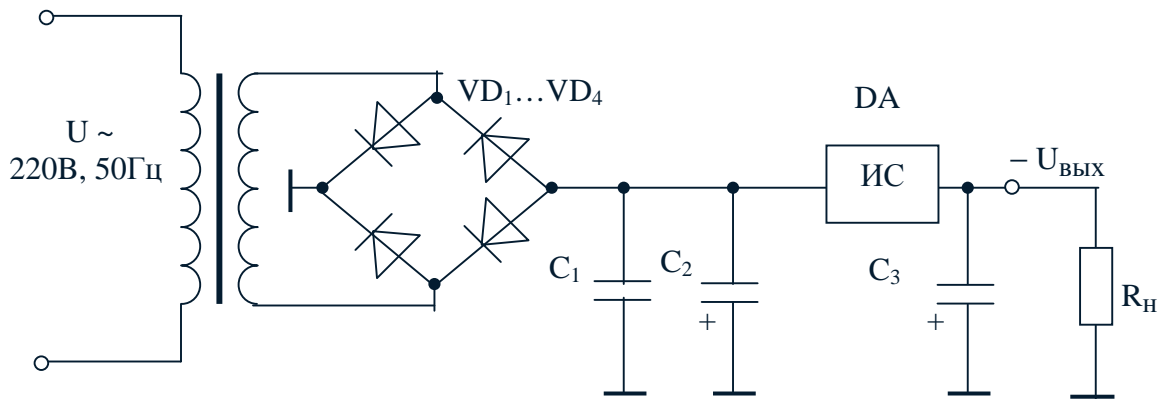 VD₁…VD₄
DA
U ~
220В, 50Гц
ИС
– Uвых
C₁
C₂
C₃
+
+
Rн